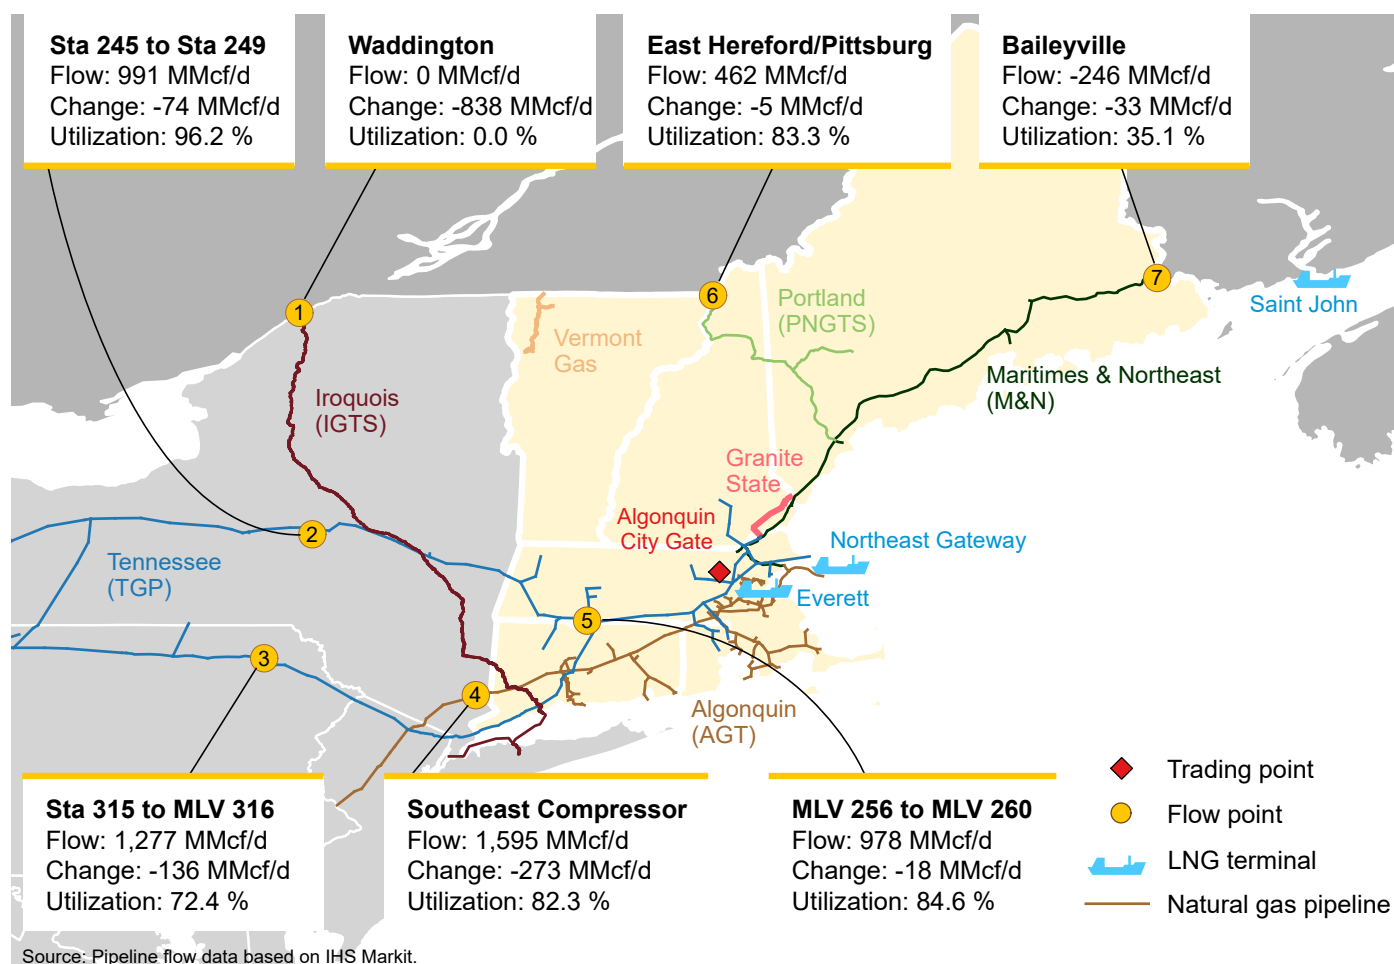 Sta 245 to Sta 249
Flow: 991 MMcf/d
Change: -74 MMcf/d
Utilization: 96.2 %
Waddington
Flow: 0 MMcf/d
Change: -838 MMcf/d
Utilization: 0.0 %
East Hereford/Pittsburg
Flow: 462 MMcf/d
Change: -5 MMcf/d
Utilization: 83.3 %
Baileyville
Flow: -246 MMcf/d
Change: -33 MMcf/d
Utilization: 35.1 %
1
6
7
Saint John
Portland
(PNGTS)
Vermont
Gas
Iroquois
(IGTS)
Maritimes & Northeast
(M&N)
Granite
State
Algonquin
City Gate
2
Northeast Gateway
Tennessee
(TGP)
Everett
5
3
4
Algonquin
(AGT)
Sta 315 to MLV 316
Flow: 1,277 MMcf/d
Change: -136 MMcf/d
Utilization: 72.4 %
Southeast Compressor
Flow: 1,595 MMcf/d
Change: -273 MMcf/d
Utilization: 82.3 %
MLV 256 to MLV 260
Flow: 978 MMcf/d
Change: -18 MMcf/d
Utilization: 84.6 %
Trading point
Flow point
LNG terminal
Natural gas pipeline
Source: Pipeline flow data based on IHS Markit.